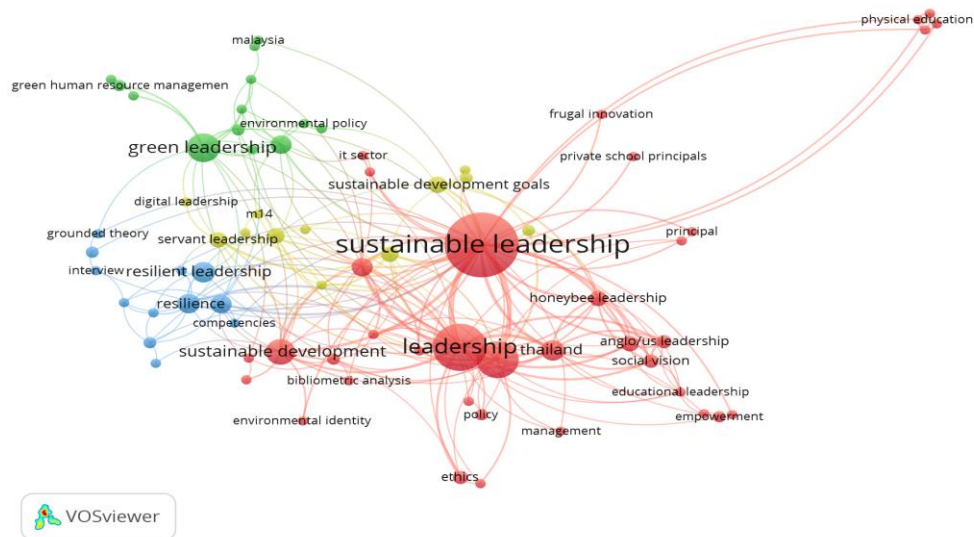 physical education
malaysia
green human resource managemen
frugal innovation
environmental policy
green leadership
it sector
private school principals
sustainable development goals
digital leadership
m14
grounded theory
servant leadership
principal
sustainable leadership
interview
resilient leadership
honeybee leadership
resilience
competencies
anglo/us leadership
leadership
thailand
sustainable development
social vision
bibliometric analysis
educational leadership
policy
empowerment
environmental identity
management
ethics
VOSviewer